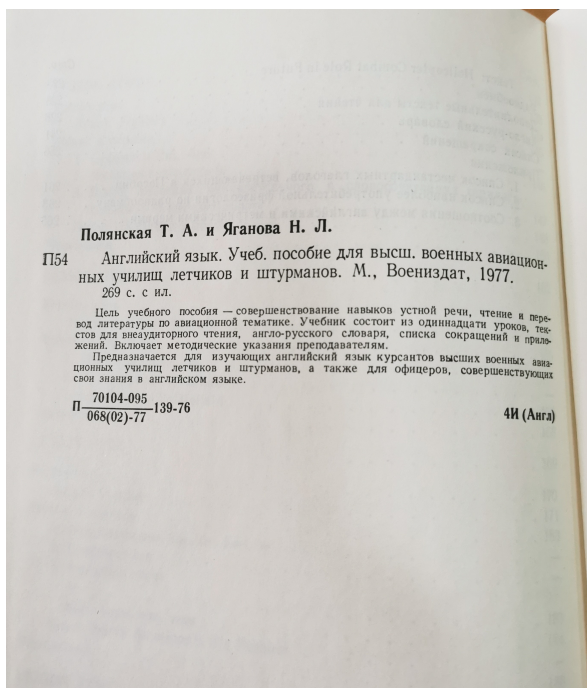 Полянская Т. А. и Яганова Н. Л.
П54 Английский язык. Учеб. пособие для высш. военных авиацион-
ных училищ летчиков и штурманов. М., Воениздат, 1977.
269 с. с ил.
Цель учебного пособия — совершенствование навыков устной речи, чтение и пере-
вод литературы по авиационной тематике. Учебник состоит из одиннадцати уроков, тек-
стов для внеаудиторного чтения, англо-русского словаря, списка сокращений и прило-
жений. Включает методические указания преподавателям.
Предназначается для изучающих английский язык курсантов высших военных авиа-
ционных училищ летчиков и штурманов, а также для офицеров, совершенствующих
свои знания в английском языке.
70104-095
П 139-76
068(02)-77
4И (Англ)